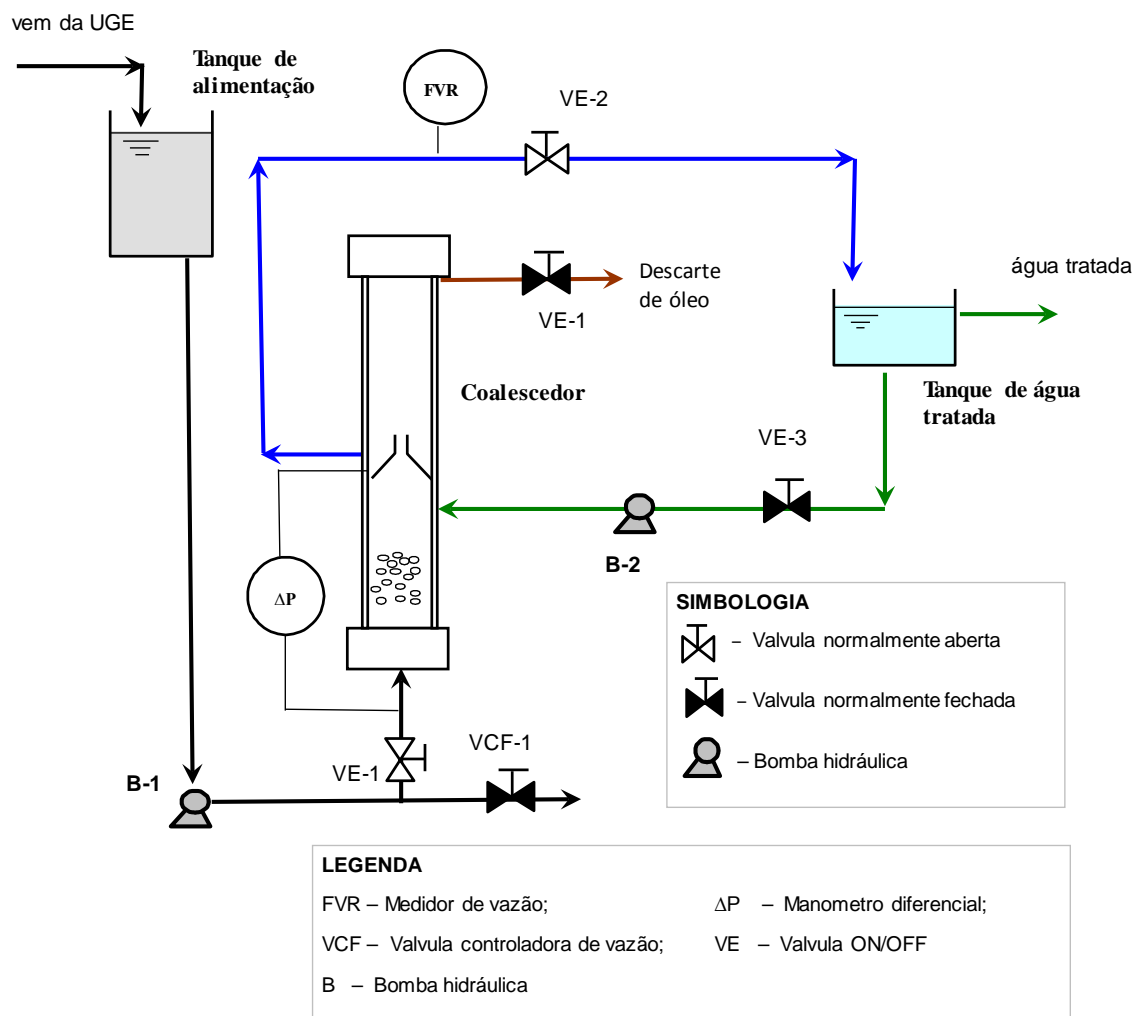 vem da UGE
Tanque de
alimentação
FVR
VE-2
Descarte
de óleo
VE-1
água tratada
Coalescedor
Tanque de água
tratada
VE-3
B-2
ΔP
VE-1
VCF-1
B-1
SIMBOLOGIA
– Valvula normalmente aberta
– Valvula normalmente fechada
– Bomba hidráulica
LEGENDA
FVR – Medidor de vazão;
ΔP – Manometro diferencial;
VCF – Valvula controladora de vazão;
VE – Valvula ON/OFF
B – Bomba hidráulica